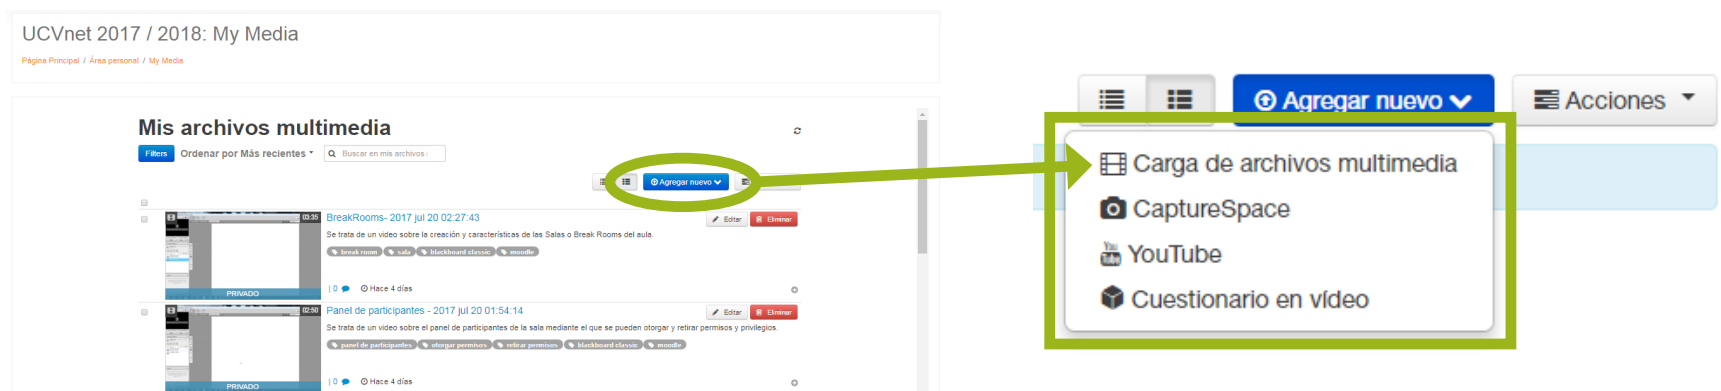 UCVnet 2017 / 2018: My Media
Página Principal / Área personal / My Media
Mis archivos multimedia
Filters Ordenar por Más recientes Buscar en mis archivos
Agregar nuevo
03:35 BreakRooms- 2017 jul 20 02:27:43 Editar Eliminar
Se trata de un video sobre la creación y características de las Salas o Break Rooms del aula.
break room sala blackboard classic moodle
PRIVADO | 0 Hace 4 días
02:50 Panel de participantes - 2017 jul 20 01:54:14 Editar Eliminar
Se trata de un video sobre el panel de participantes de la sala mediante el que se pueden otorgar y retirar permisos y privilegios.
panel de participantes otorgar permisos retirar permisos blackboard classic moodle
PRIVADO | 0 Hace 4 días
Agregar nuevo Acciones
Carga de archivos multimedia
CaptureSpace
You Tube YouTube
Cuestionario en vídeo